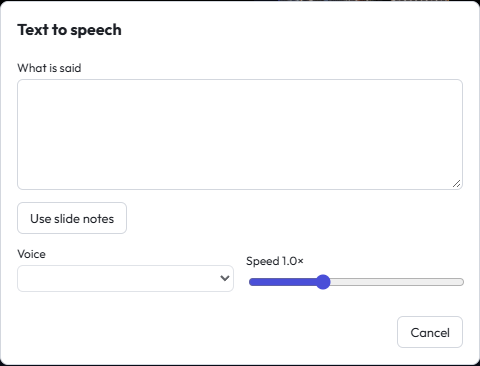 Text to speech
What is said
Use slide notes
Voice
Speed 1.0×
Cancel